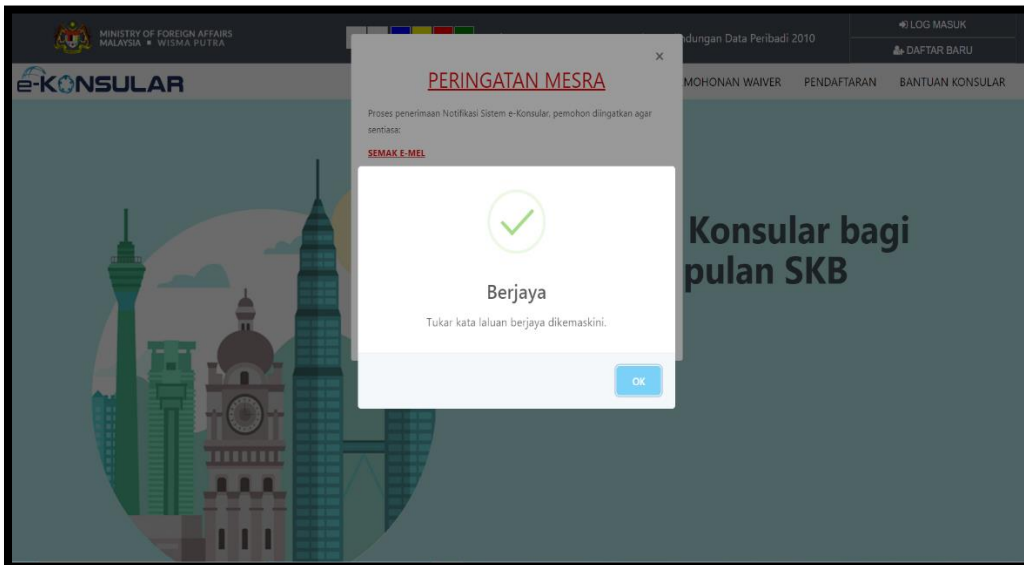 MINISTRY OF FOREIGN AFFAIRS
MALAYSIA ■ WISMA PUTRA
ndungan Data Peribadi 2010
LOG MASUK
DAFTAR BARU
e-KONSULAR
MOHONAN WAIVER
PENDAFTARAN
BANTUAN KONSULAR
×
PERINGATAN MESRA
Proses penerimaan Notifikasi Sistem e-Konsular, pemohon diingatkan agar
sentiasa:
SEMAK E-MEL
Konsular bagi
pulan SKB
Berjaya
Tukar kata laluan berjaya dikemaskini.
OK